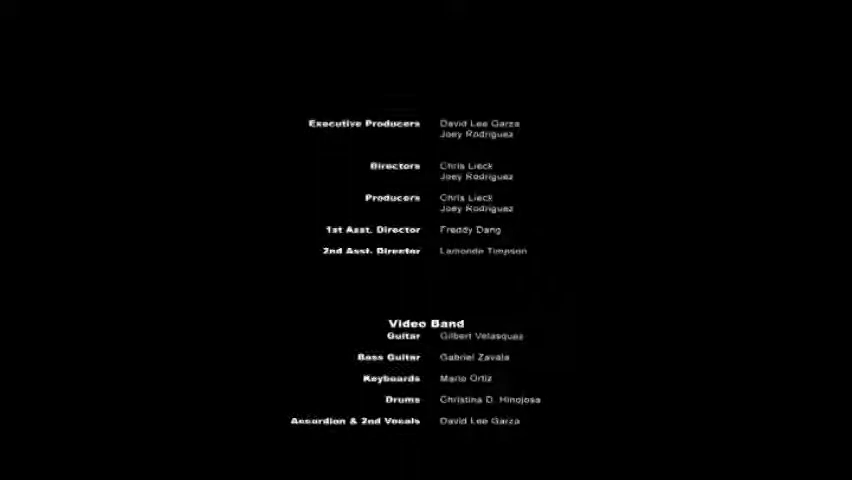 Executive Producers David Lee Garza
Joey Rodriguez
Directors Chris Lieck
Joey Rodriguez
Producers Chris Lieck
Joey Rodriguez
1st Asst. Director Freddy Dang
2nd Asst. Director Lamonde Timpson
Video Band
Guitar Gilbert Velasquez
Bass Guitar Gabriel Zavala
Keyboards Mario Ortiz
Drums Christina D. Hinojosa
Accordion & 2nd Vocals David Lee Garza